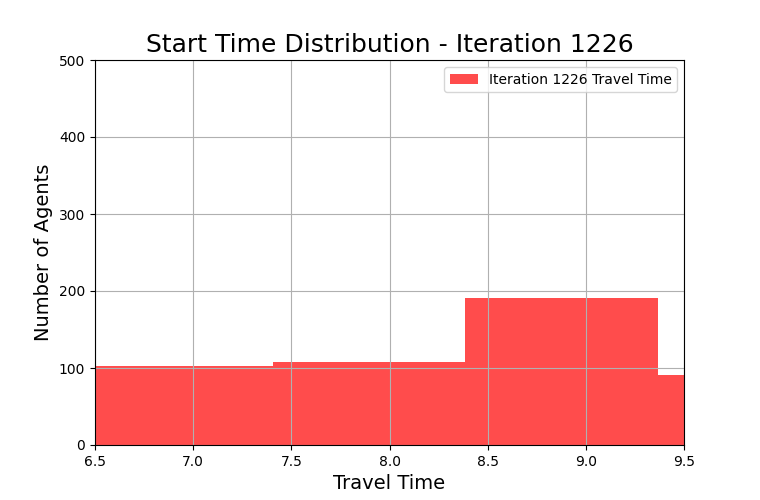 Start Time Distribution - Iteration 1226
Iteration 1226 Travel Time
Number of Agents
500
400
300
200
100
0
6.5 7.0 7.5 8.0 8.5 9.0 9.5
Travel Time